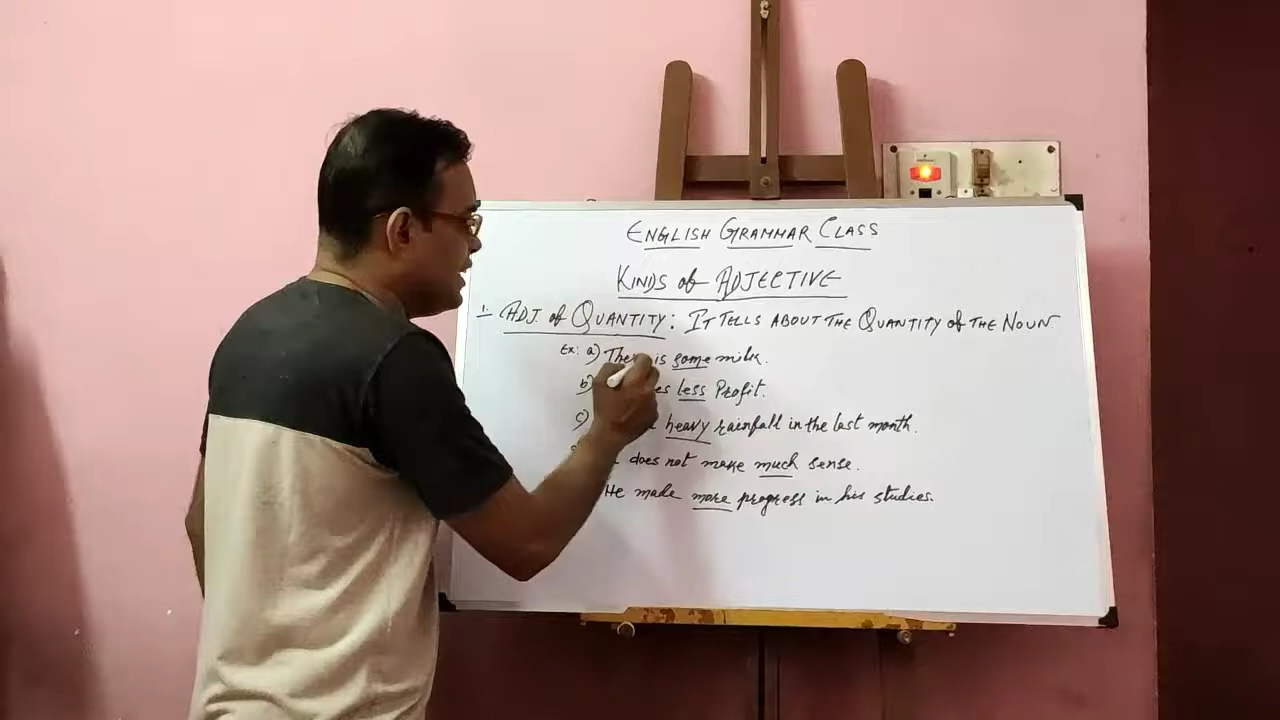 ENGLISH GRAMMAR CLASS
KINDS of ADJECTIVE
1. ADJ. of QUANTITY: IT TELLS ABOUT THE QUANTITY of THE NOUN.
Ex: a) There is some milk.
b) less Profit.
c) heavy rainfall in the last month.
does not make much sense.
He made more progress in his studies.